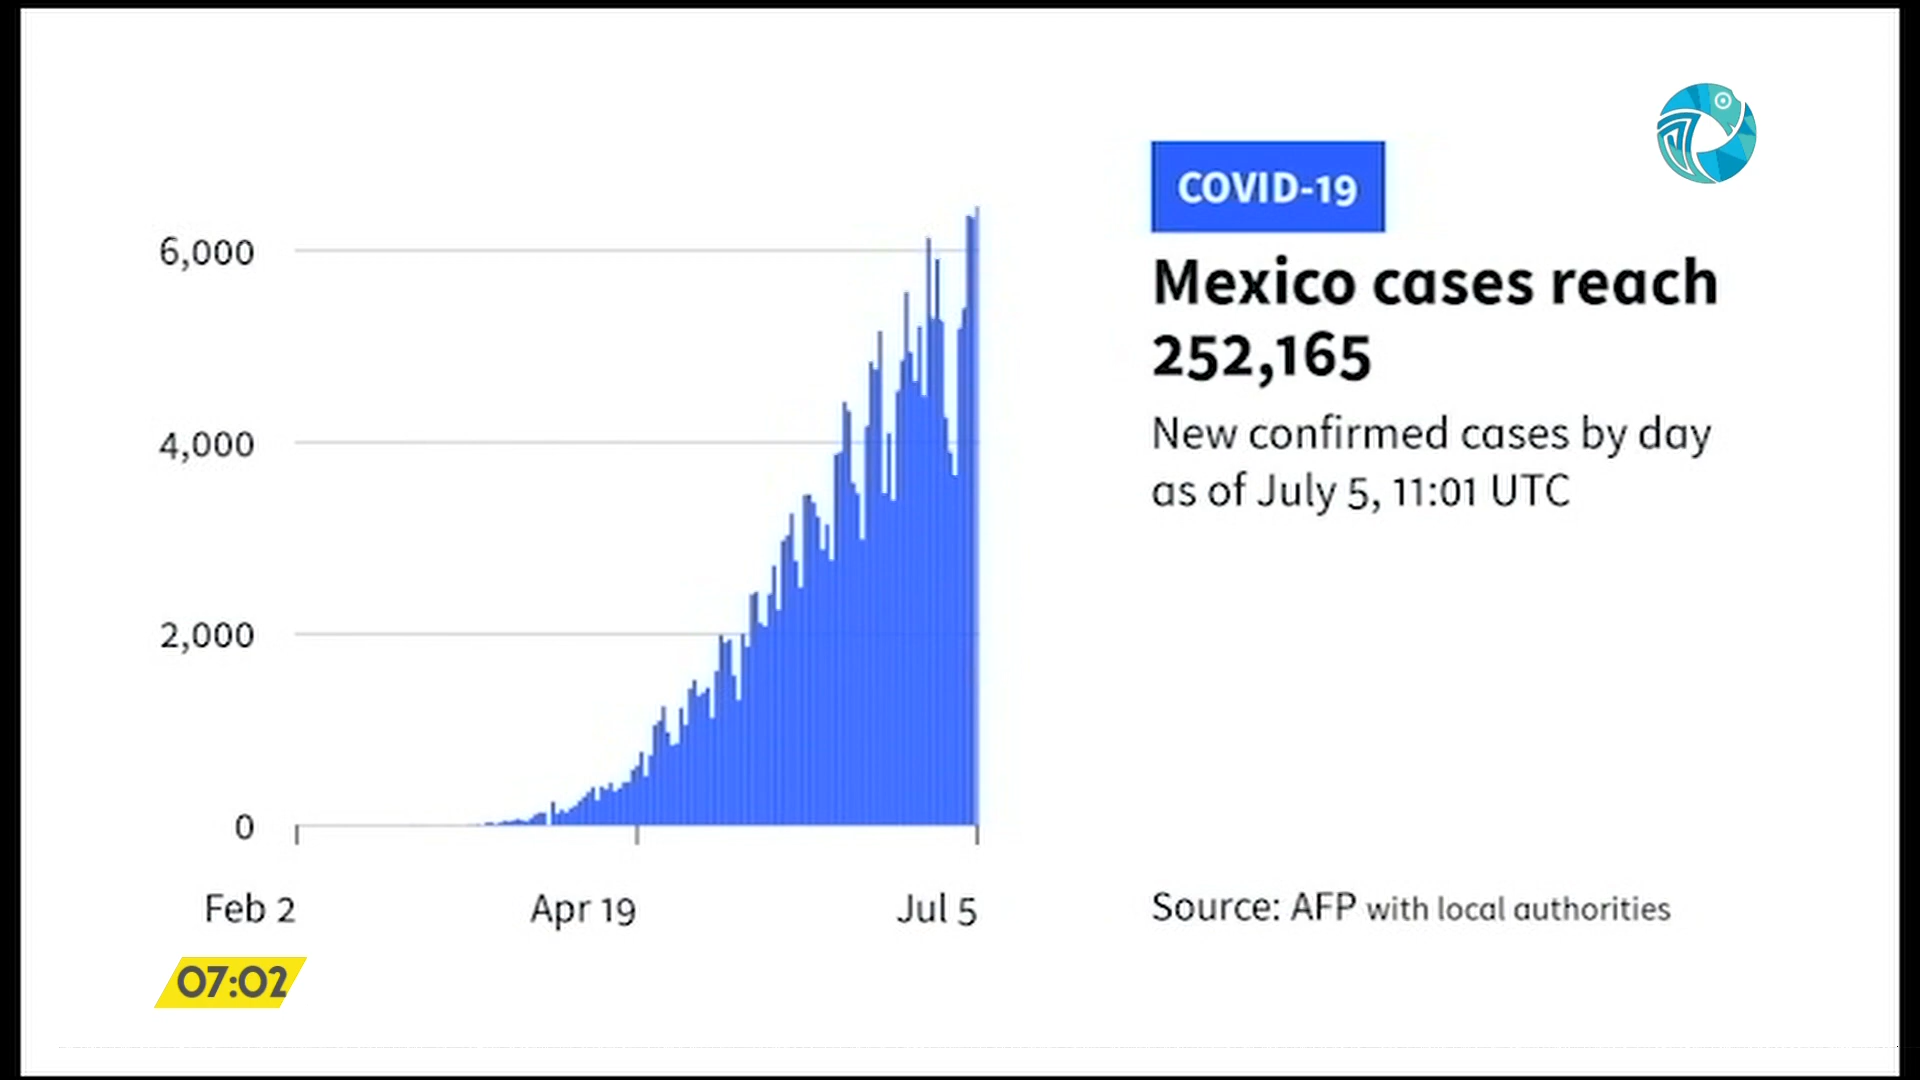 COVID-19
Mexico cases reach
252,165
New confirmed cases by day
as of July 5, 11:01 UTC
6,000
4,000
2,000
0
Feb 2
Apr 19
Jul 5
Source: AFP with local authorities
07:02